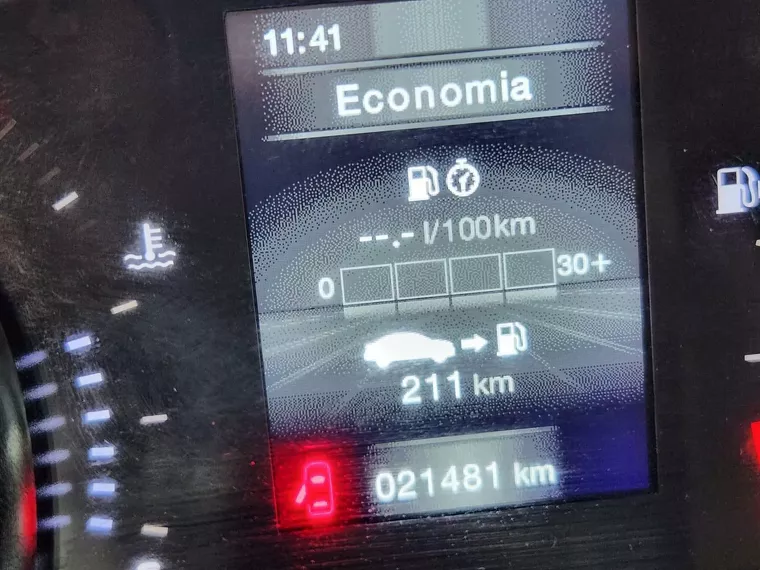 11:41
Economia
--.- l/100km
0 30+
211 km
021481 km